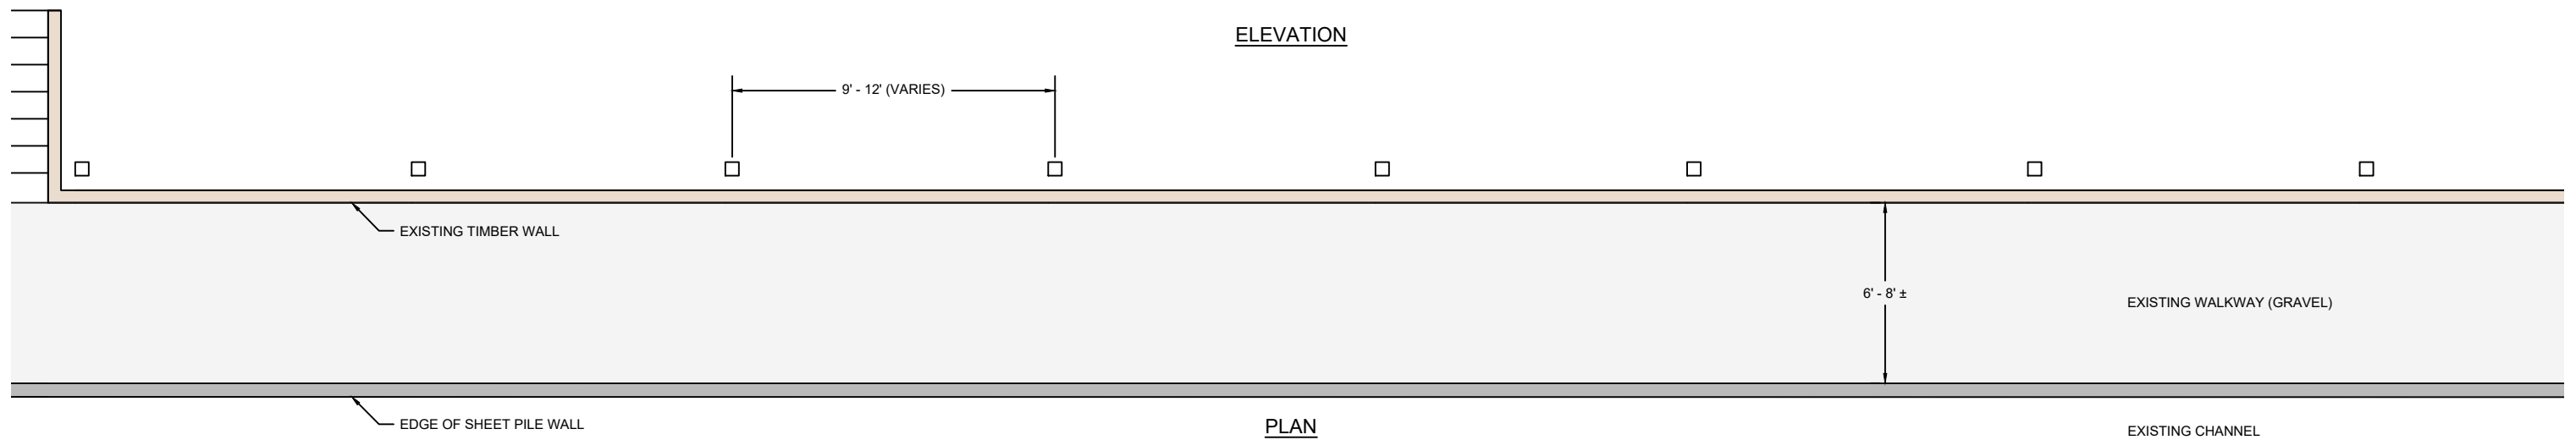 ELEVATION
9' - 12' (VARIES)
EXISTING TIMBER WALL
6' - 8' ±
EXISTING WALKWAY (GRAVEL)
EDGE OF SHEET PILE WALL
PLAN
EXISTING CHANNEL